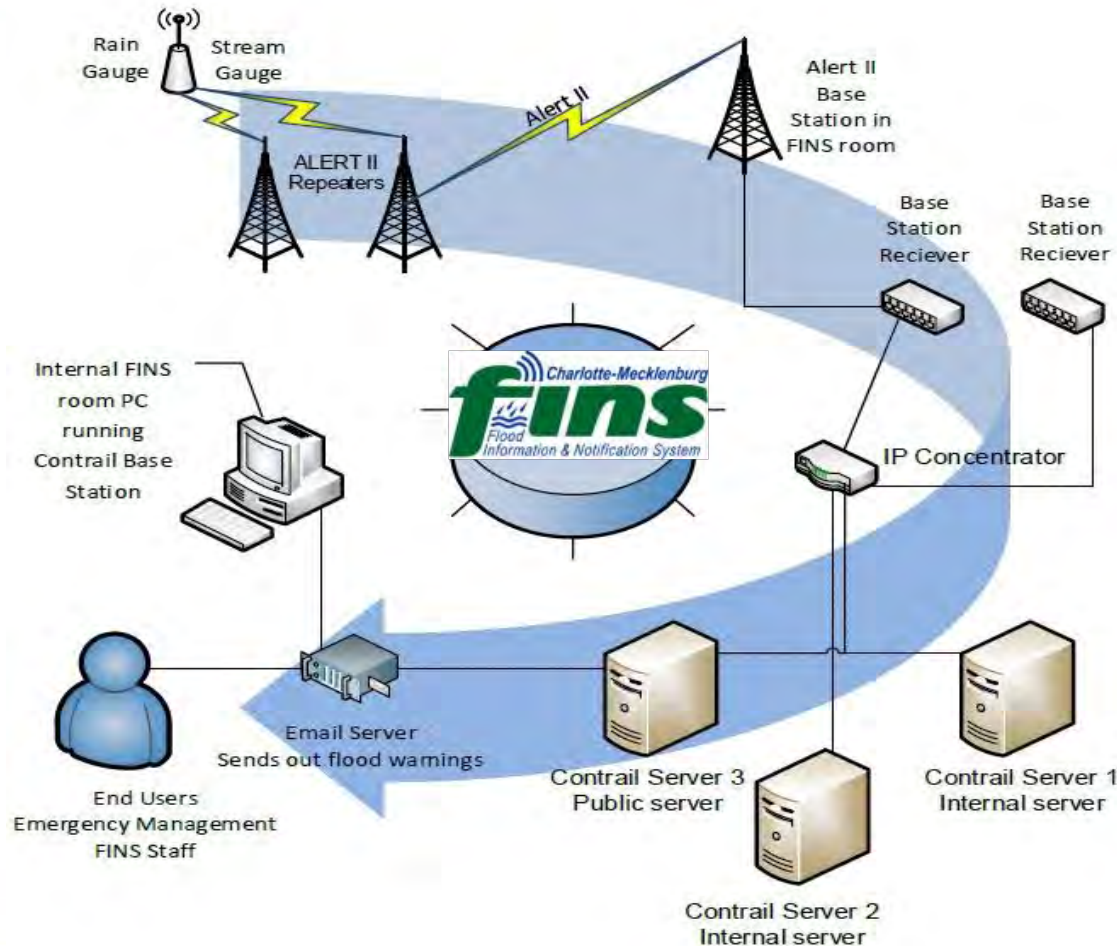 Rain
Gauge
Stream
Gauge
Alert II
Alert II
Base
Station in
FINS room
ALERT II
Repeaters
Base
Station
Reciever
Base
Station
Reciever
Internal FINS
room PC
running
Contrail Base
Station
Charlotte-Mecklenburg
fins
Flood
Information & Notification System
IP Concentrator
Email Server
Sends out flood warnings
End Users
Emergency Management
FINS Staff
Contrail Server 3
Public server
Contrail Server 1
Internal server
Contrail Server 2
Internal server